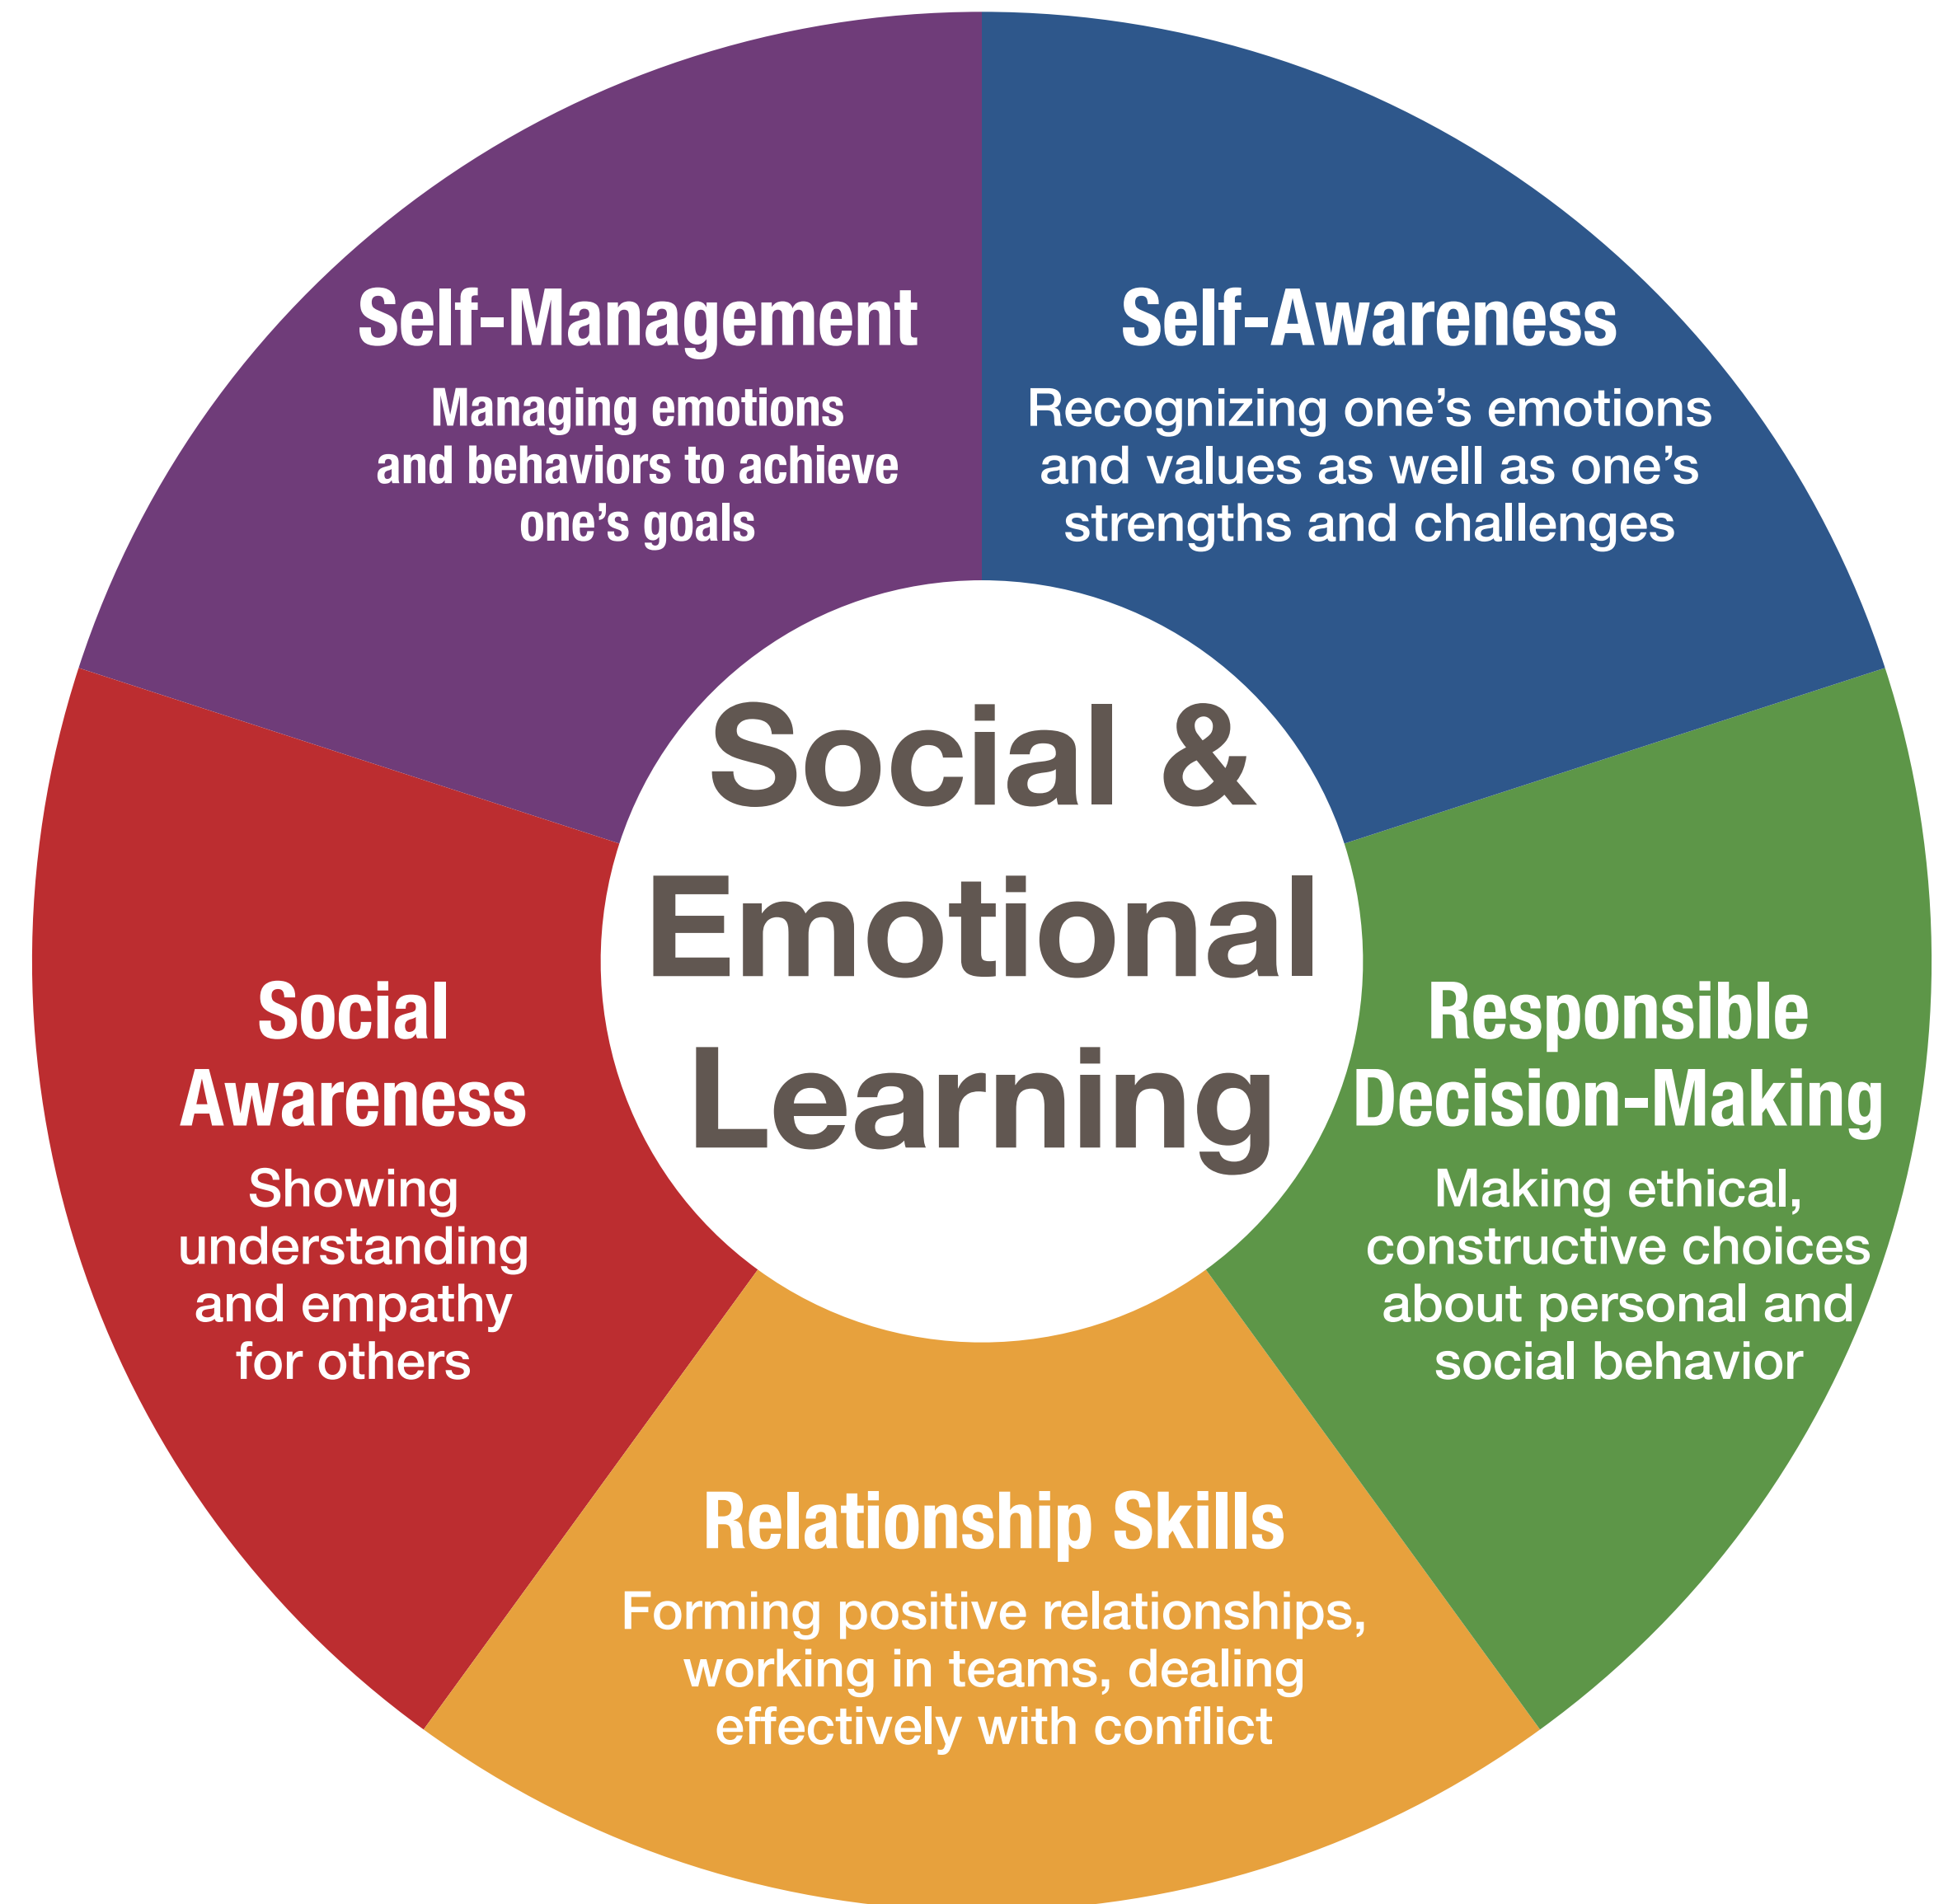 Self-Management
Managing emotions
and behaviors to achieve
one’s goals
Self-Awareness
Recognizing one’s emotions
and values as well as one’s
strengths and challenges
Social &
Emotional
Learning
Social
Awareness
Showing
understanding
and empathy
for others
Responsible
Decision-Making
Making ethical,
constructive choices
about personal and
social behavior
Relationship Skills
Forming positive relationships,
working in teams, dealing
effectively with conflict